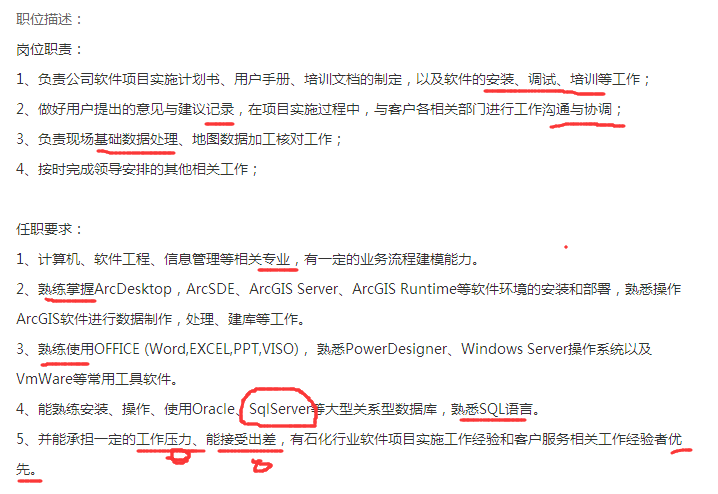 职位描述：
岗位职责：
1、负责公司软件项目实施计划书、用户手册、培训文档的制定，以及软件的安装、调试、培训等工作；
2、做好用户提出的意见与建议记录，在项目实施过程中，与客户各相关部门进行工作沟通与协调；
3、负责现场基础数据处理、地图数据加工核对工作；
4、按时完成领导安排的其他相关工作；
任职要求：
1、计算机、软件工程、信息管理等相关专业，有一定的业务流程建模能力。
2、熟练掌握ArcDesktop，ArcSDE、ArcGIS Server、ArcGIS Runtime等软件环境的安装和部署，熟悉操作
ArcGIS软件进行数据制作，处理、建库等工作。
3、熟练使用OFFICE (Word,EXCEL,PPT,VISO)， 熟悉PowerDesigner、Windows Server操作系统以及
VmWare等常用工具软件。
4、能熟练安装、操作、使用Oracle、SqlServer等大型关系型数据库，熟悉SQL语言。
5、并能承担一定的工作压力、能接受出差，有石化行业软件项目实施工作经验和客户服务相关工作经验者优
先。